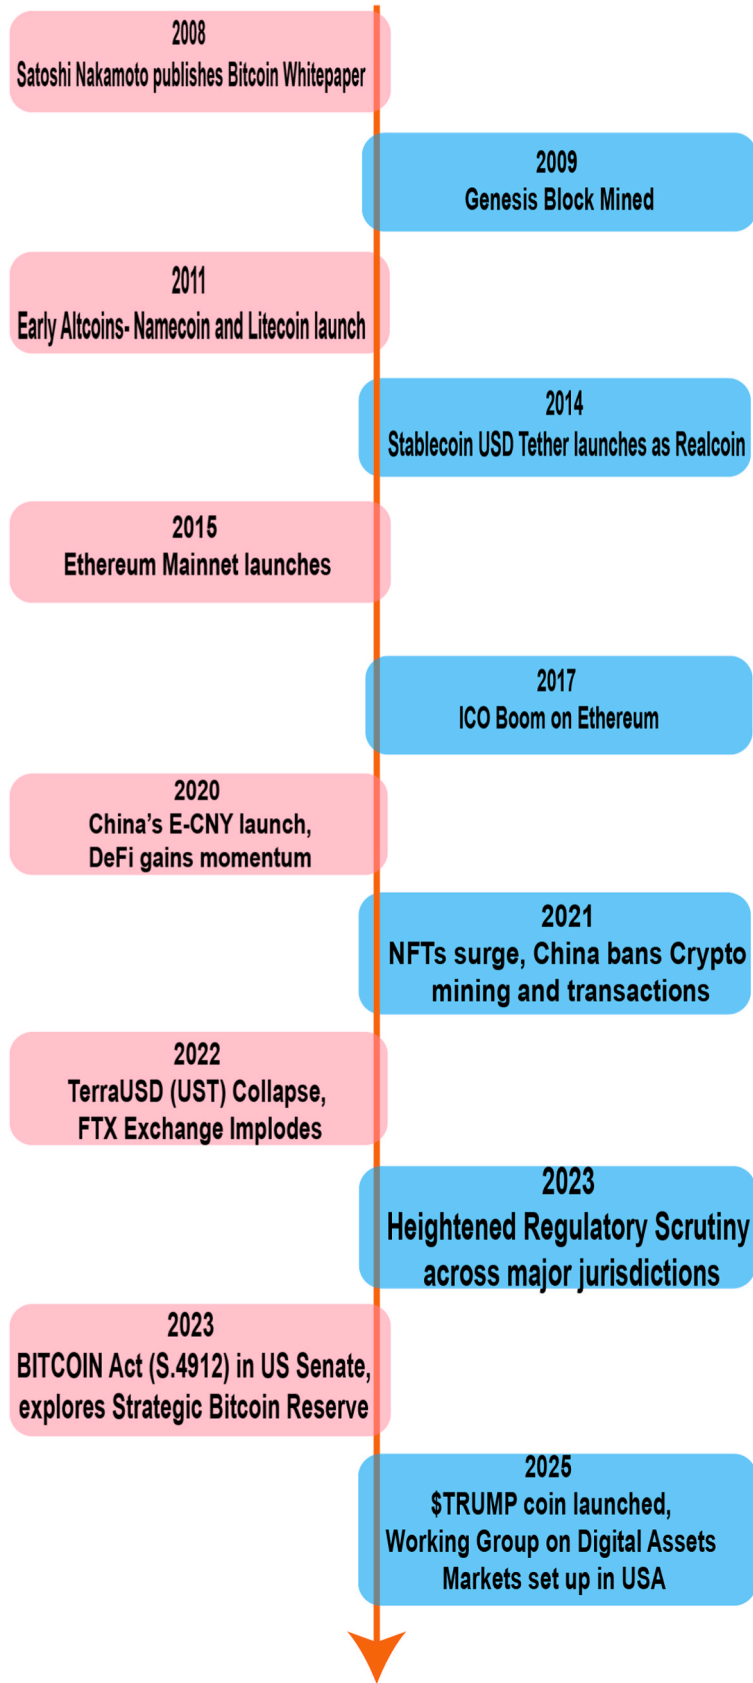 2008
Satoshi Nakamoto publishes Bitcoin Whitepaper
2009
Genesis Block Mined
2011
Early Altcoins- Namecoin and Litecoin launch
2014
Stablecoin USD Tether launches as Realcoin
2015
Ethereum Mainnet launches
2017
ICO Boom on Ethereum
2020
China's E-CNY launch,
DeFi gains momentum
2021
NFTs surge, China bans Crypto
mining and transactions
2022
TerraUSD (UST) Collapse,
FTX Exchange Implodes
2023
Heightened Regulatory Scrutiny
across major jurisdictions
2023
BITCOIN Act (S.4912) in US Senate,
explores Strategic Bitcoin Reserve
2025
$TRUMP coin launched,
Working Group on Digital Assets
Markets set up in USA